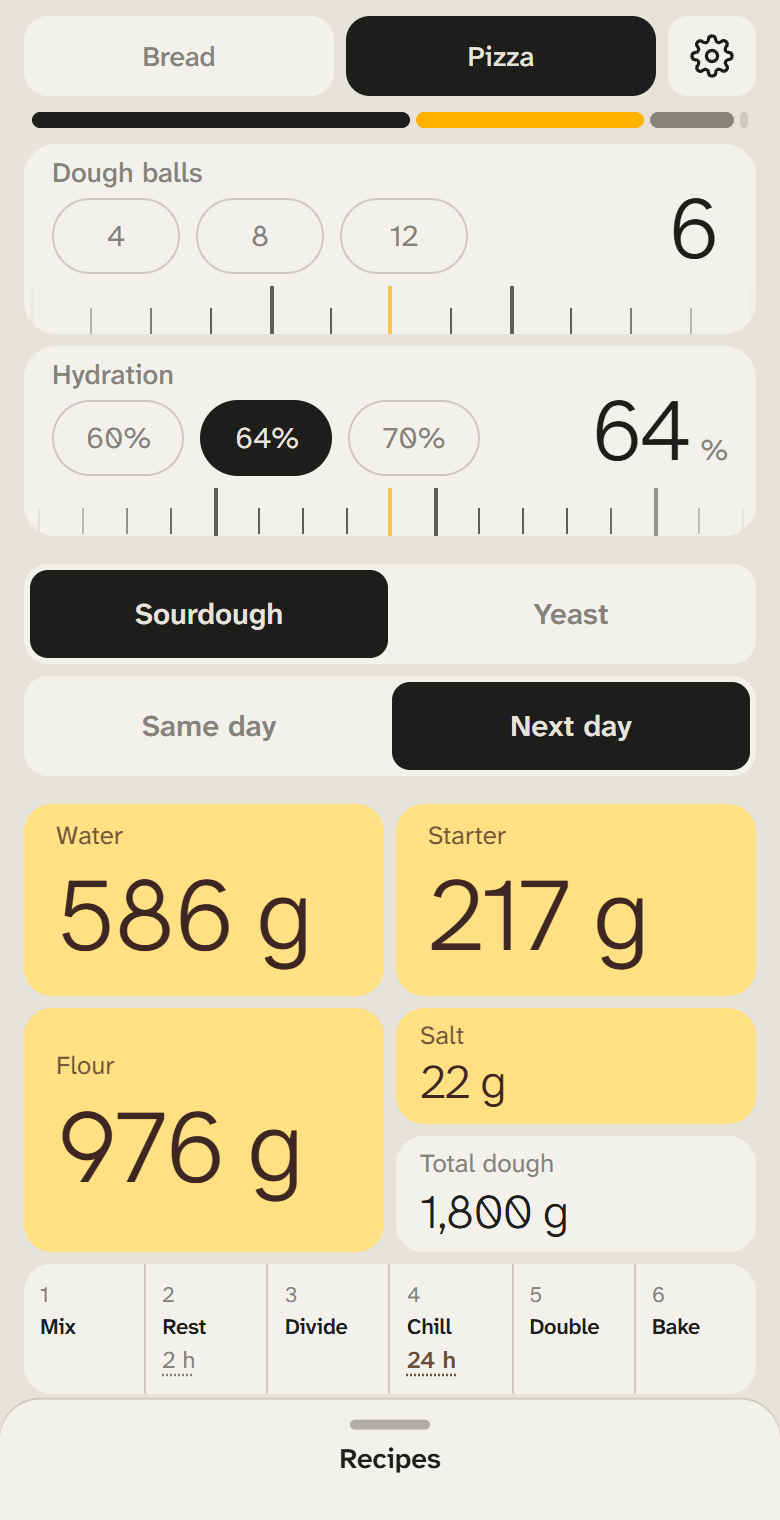 Bread
Pizza
Dough balls
4
8
12
6
Hydration
60%
64%
70%
64 %
Sourdough
Yeast
Same day
Next day
Water
586 g
Starter
217 g
Flour
976 g
Salt
22 g
Total dough
1,800 g
1
Mix
2
Rest
2 h
3
Divide
4
Chill
24 h
5
Double
6
Bake
Recipes